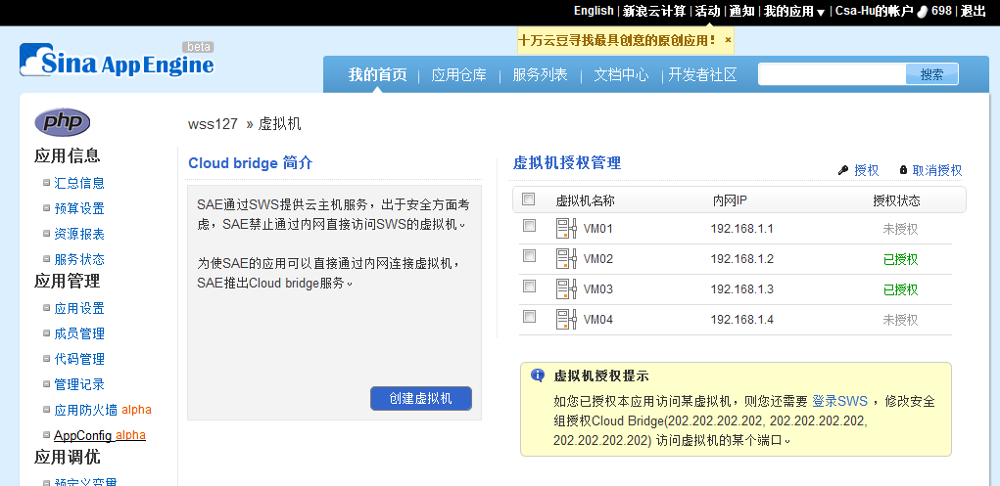 English | 新浪云计算 | 活动 | 通知 | 我的应用 ▼ | Csa-Hu的帐户 698 | 退出
十万云豆寻找最具创意的原创应用！ ×
beta
Sina App Engine
我的首页 | 应用仓库 | 服务列表 | 文档中心 | 开发者社区
搜索
php
应用信息
汇总信息
预算设置
资源报表
服务状态
应用管理
应用设置
成员管理
代码管理
管理记录
应用防火墙 alpha
AppConfig alpha
应用调优
预定义变量
wss127 » 虚拟机
Cloud bridge 简介
SAE通过SWS提供云主机服务，出于安全方面考
虑，SAE禁止通过内网直接访问SWS的虚拟机。
为使SAE的应用可以直接通过内网连接虚拟机，
SAE推出Cloud bridge服务。
创建虚拟机
虚拟机授权管理
授权 取消授权
虚拟机名称 内网IP 授权状态
VM01 192.168.1.1 未授权
VM02 192.168.1.2 已授权
VM03 192.168.1.3 已授权
VM04 192.168.1.4 未授权
虚拟机授权提示
如您已授权本应用访问某虚拟机，则您还需要 登录SWS ，修改安全
组授权Cloud Bridge(202.202.202.202, 202.202.202.202,
202.202.202.202) 访问虚拟机的某个端口。